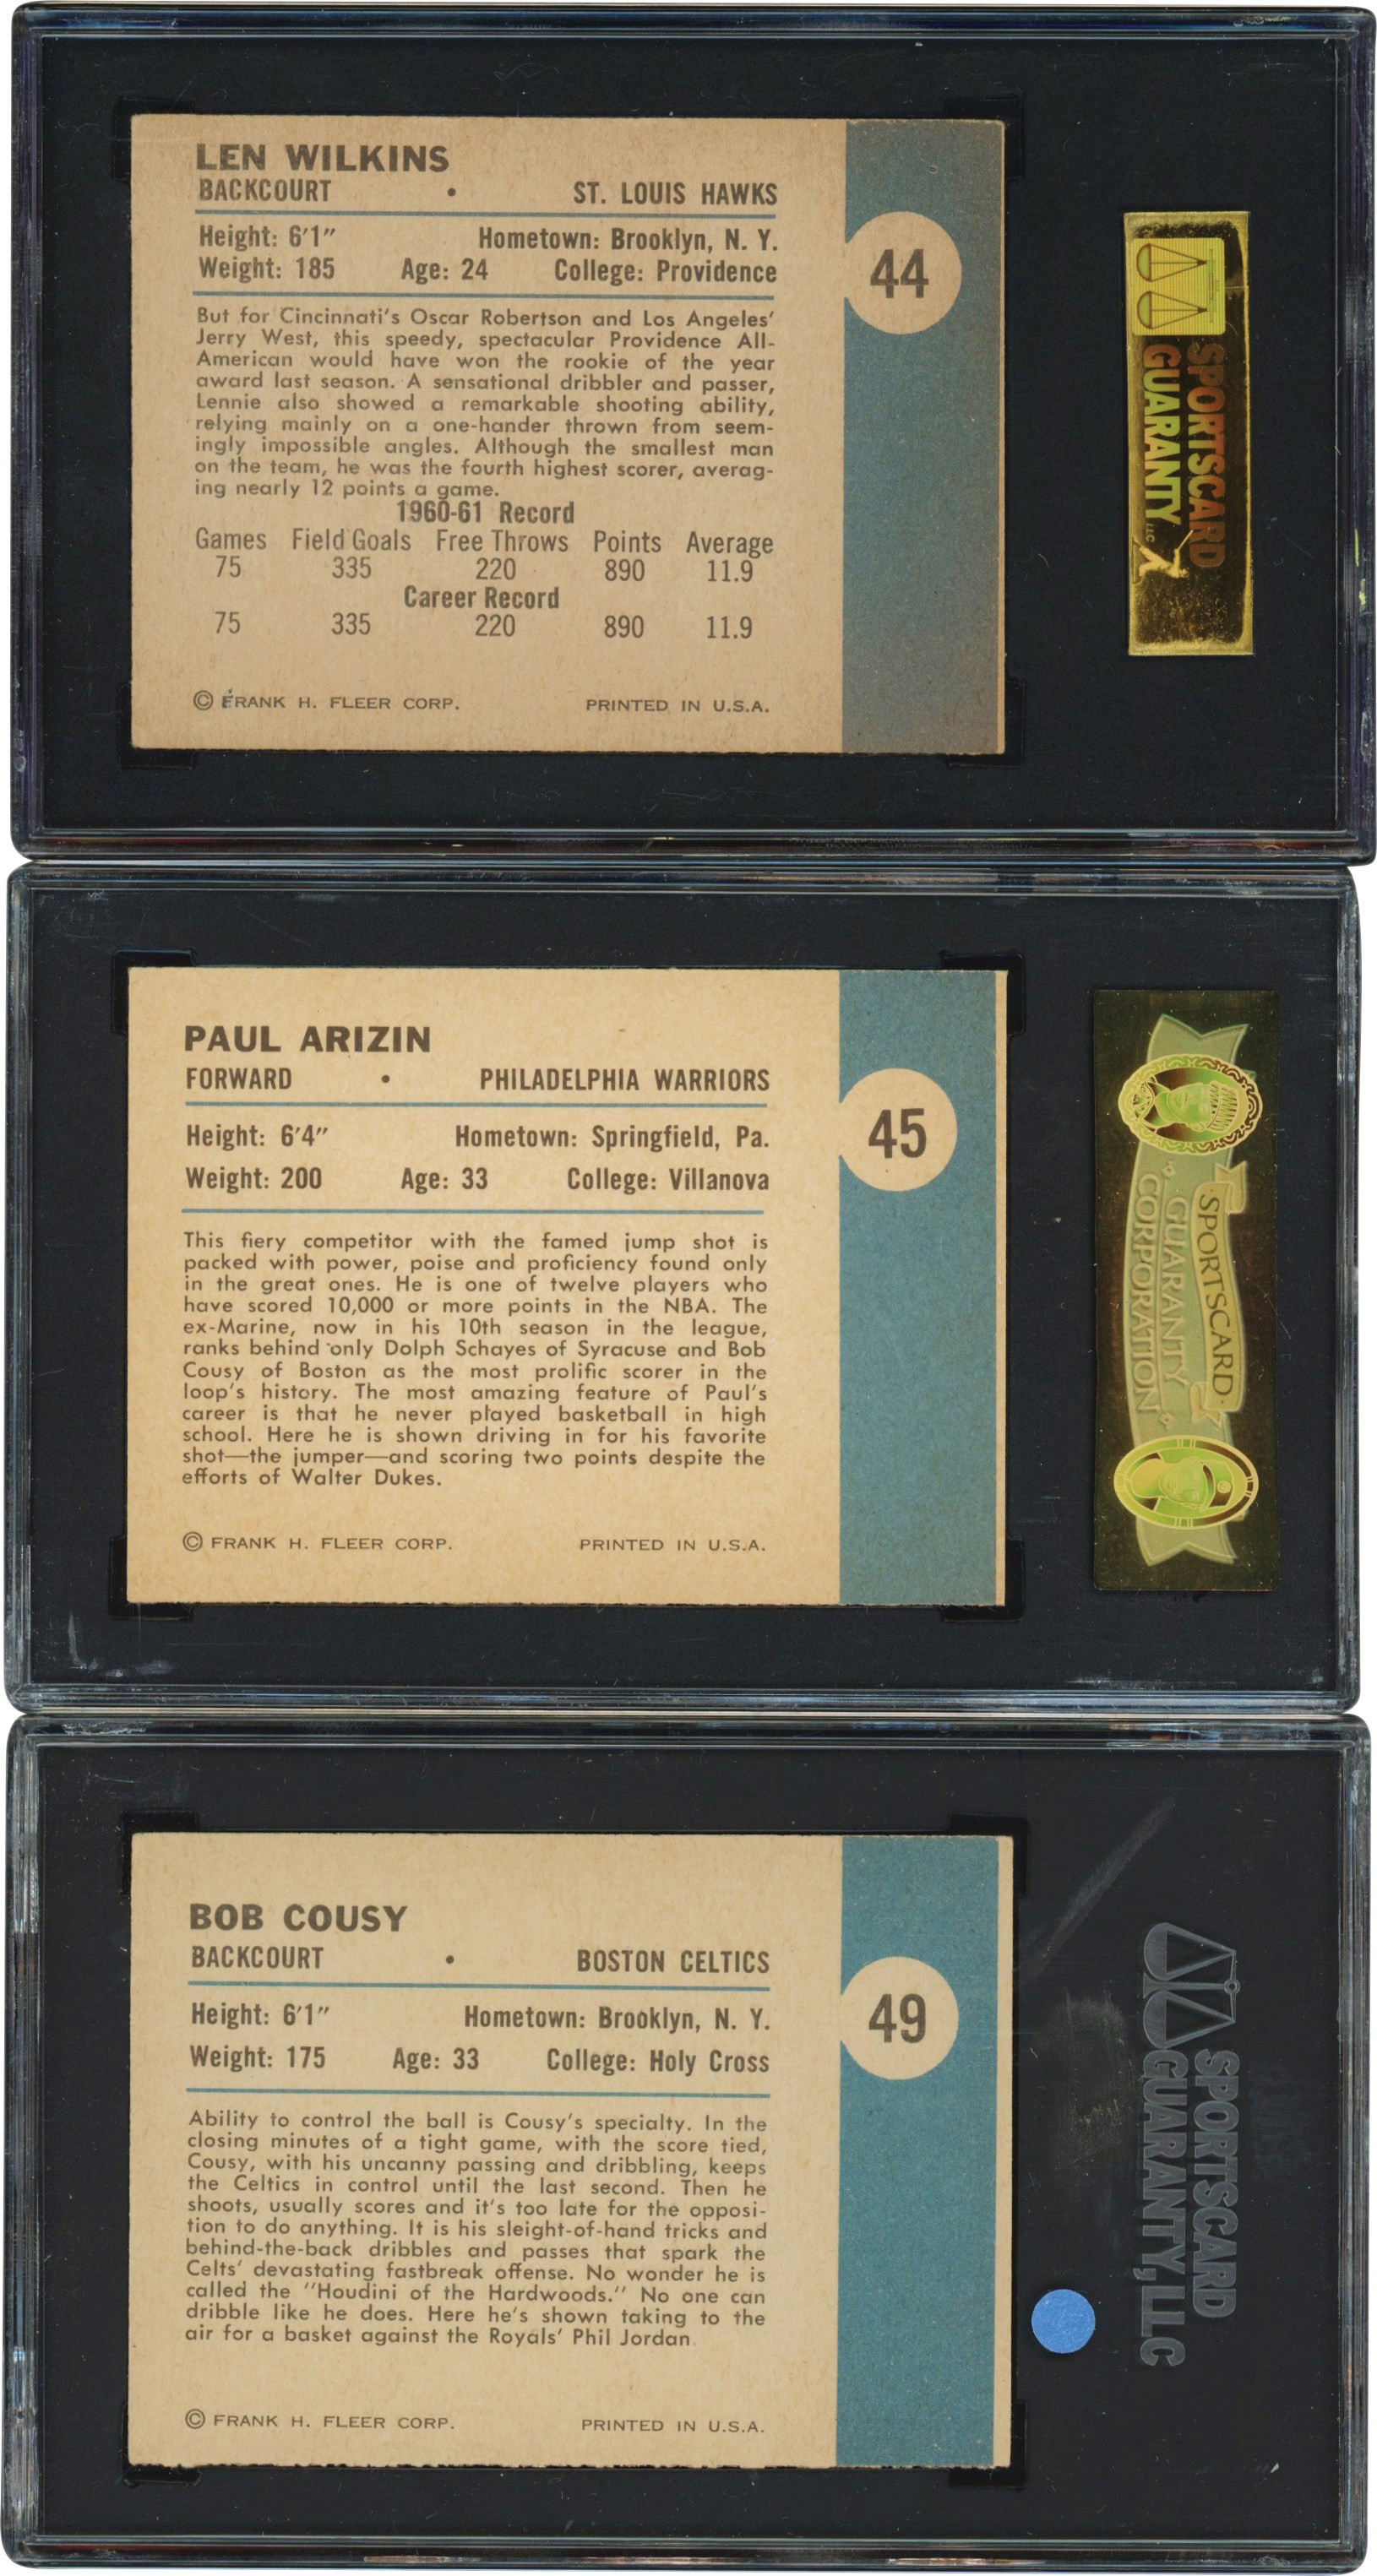 LEN WILKINS
BACKCOURT • ST. LOUIS HAWKS
Height: 6'1" Hometown: Brooklyn, N. Y.
Weight: 185 Age: 24 College: Providence
44
But for Cincinnati's Oscar Robertson and Los Angeles'
Jerry West, this speedy, spectacular Providence All-
American would have won the rookie of the year
award last season. A sensational dribbler and passer,
Lennie also showed a remarkable shooting ability,
relying mainly on a one-hander thrown from seem-
ingly impossible angles. Although the smallest man
on the team, he was the fourth highest scorer, averag-
ing nearly 12 points a game.
1960-61 Record
Games Field Goals Free Throws Points Average
75 335 220 890 11.9
Career Record
75 335 220 890 11.9
© FRANK H. FLEER CORP. PRINTED IN U.S.A.
SPORTSCARD
GUARANTY LLC
PAUL ARIZIN
FORWARD • PHILADELPHIA WARRIORS
Height: 6'4" Hometown: Springfield, Pa.
Weight: 200 Age: 33 College: Villanova
45
This fiery competitor with the famed jump shot is
packed with power, poise and proficiency found only
in the great ones. He is one of twelve players who
have scored 10,000 or more points in the NBA. The
ex-Marine, now in his 10th season in the league,
ranks behind only Dolph Schayes of Syracuse and Bob
Cousy of Boston as the most prolific scorer in the
loop's history. The most amazing feature of Paul's
career is that he never played basketball in high
school. Here he is shown driving in for his favorite
shot—the jumper—and scoring two points despite the
efforts of Walter Dukes.
© FRANK H. FLEER CORP. PRINTED IN U.S.A.
SPORTSCARD
GUARANTY
CORPORATION
BOB COUSY
BACKCOURT • BOSTON CELTICS
Height: 6'1" Hometown: Brooklyn, N. Y.
Weight: 175 Age: 33 College: Holy Cross
49
Ability to control the ball is Cousy's specialty. In the
closing minutes of a tight game, with the score tied,
Cousy, with his uncanny passing and dribbling, keeps
the Celtics in control until the last second. Then he
shoots, usually scores and it's too late for the opposi-
tion to do anything. It is his sleight-of-hand tricks and
behind-the-back dribbles and passes that spark the
Celts' devastating fastbreak offense. No wonder he is
called the "Houdini of the Hardwoods." No one can
dribble like he does. Here he's shown taking to the
air for a basket against the Royals' Phil Jordan.
© FRANK H. FLEER CORP. PRINTED IN U.S.A.
SPORTSCARD
GUARANTY, LLC